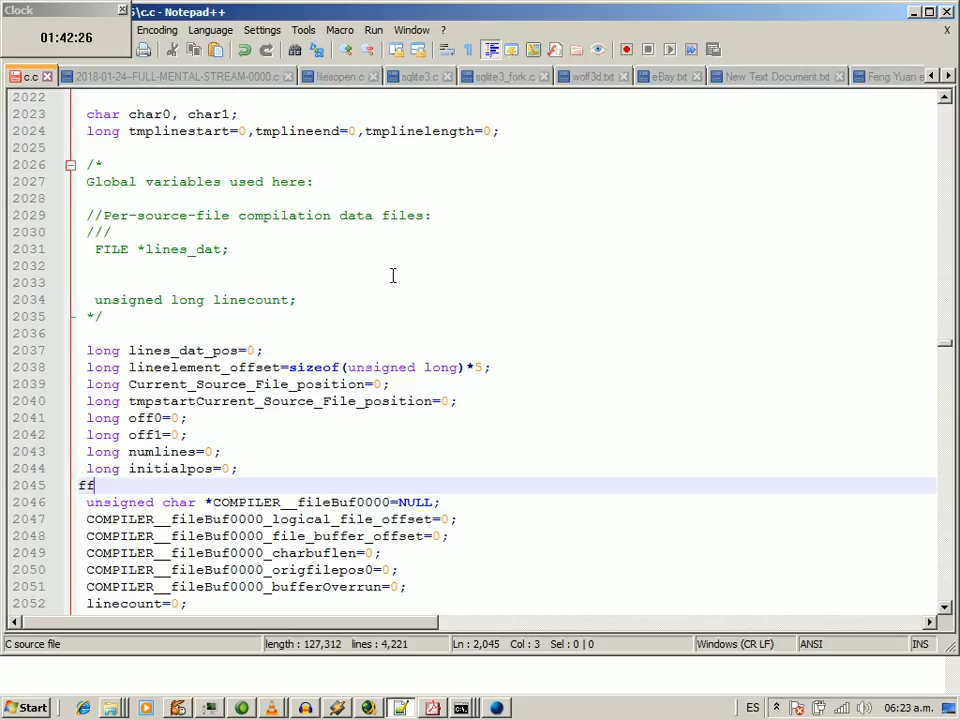 Clock
5\c.c - Notepad++
01:42:26
Encoding Language Settings Tools Macro Run Window ? X
c.c 2018-01-24--FULL-MENTAL-STREAM-0000.c filesopen.c sqlite3.c sqlite3_fork.c wolf3d.txt eBay.txt New Text Document.txt Feng Yuan e
2022
2023 char char0, char1;
2024 long tmplinestart=0,tmplineend=0,tmplinelength=0;
2025
2026 /*
2027 Global variables used here:
2028
2029 //Per-source-file compilation data files:
2030 ///
2031 FILE *lines_dat;
2032
2033
2034 unsigned long linecount;
2035 */
2036
2037 long lines_dat_pos=0;
2038 long lineelement_offset=sizeof(unsigned long)*5;
2039 long Current_Source_File_position=0;
2040 long tmpstartCurrent_Source_File_position=0;
2041 long off0=0;
2042 long off1=0;
2043 long numlines=0;
2044 long initialpos=0;
2045 ff
2046 unsigned char *COMPILER__fileBuf0000=NULL;
2047 COMPILER__fileBuf0000_logical_file_offset=0;
2048 COMPILER__fileBuf0000_file_buffer_offset=0;
2049 COMPILER__fileBuf0000_charbuflen=0;
2050 COMPILER__fileBuf0000_origfilepos0=0;
2051 COMPILER__fileBuf0000_bufferOverrun=0;
2052 linecount=0;
C source file length : 127,312 lines : 4,221 Ln : 2,045 Col : 3 Sel : 0 | 0 Windows (CR LF) ANSI INS
Start ES 06:23 a.m.